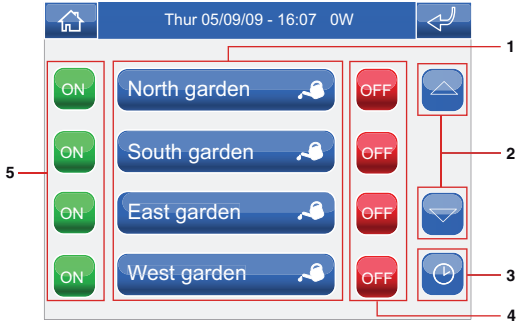 Thur 05/09/09 - 16:07 0W
1
ON North garden OFF
ON South garden OFF
2
5
ON East garden OFF
ON West garden OFF
3
4